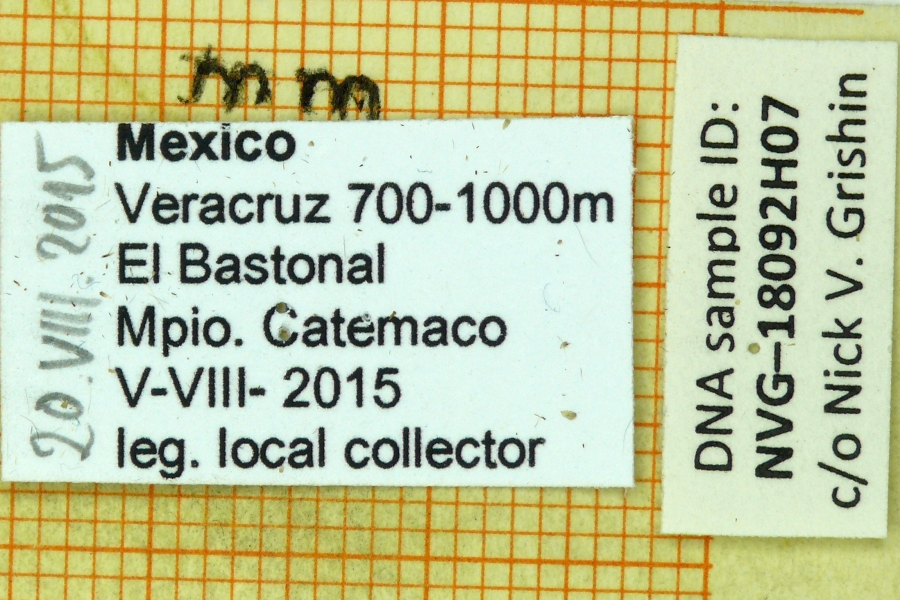 mm
Mexico
Veracruz 700-1000m
El Bastonal
Mpio. Catemaco
V-VIII- 2015
leg. local collector
20.VIII.2015
DNA sample ID:
NVG–18092H07
c/o Nick V. Grishin